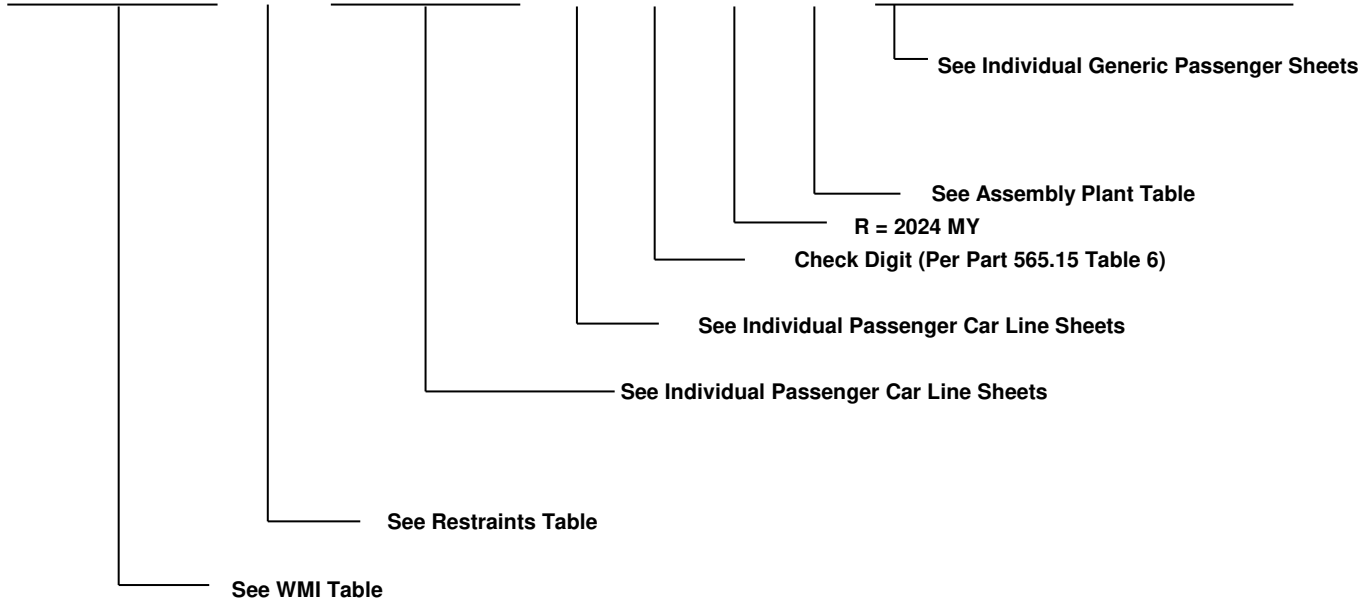 See Individual Generic Passenger Sheets
See Assembly Plant Table
R = 2024 MY
Check Digit (Per Part 565.15 Table 6)
See Individual Passenger Car Line Sheets
See Individual Passenger Car Line Sheets
See Restraints Table
See WMI Table